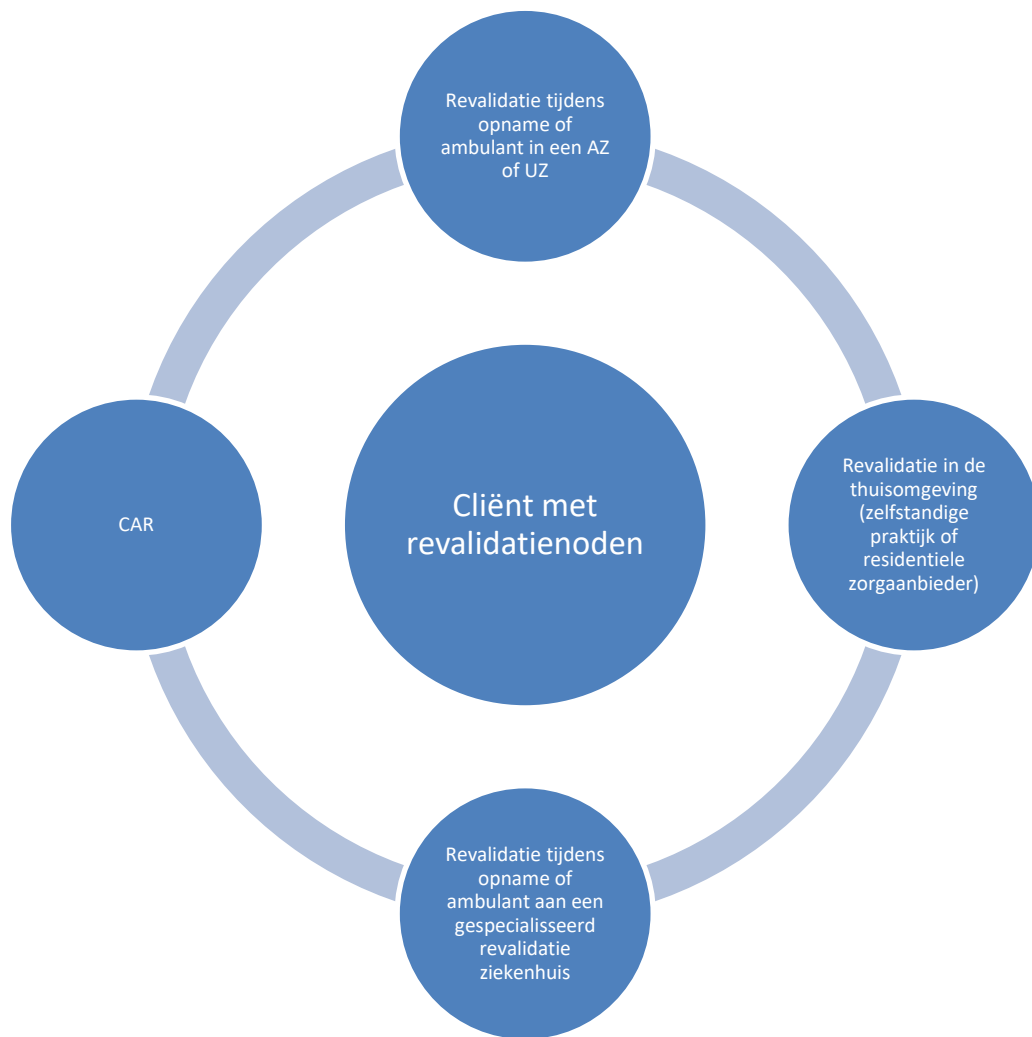 Revalidatie tijdens
opname of
ambulant in een AZ
of UZ
Cliënt met
revalidatienoden
CAR
Revalidatie in de
thuisomgeving
(zelfstandige
praktijk of
residentiele
zorgaanbieder)
Revalidatie tijdens
opname of
ambulant aan een
gespecialisseerd
revalidatie
ziekenhuis